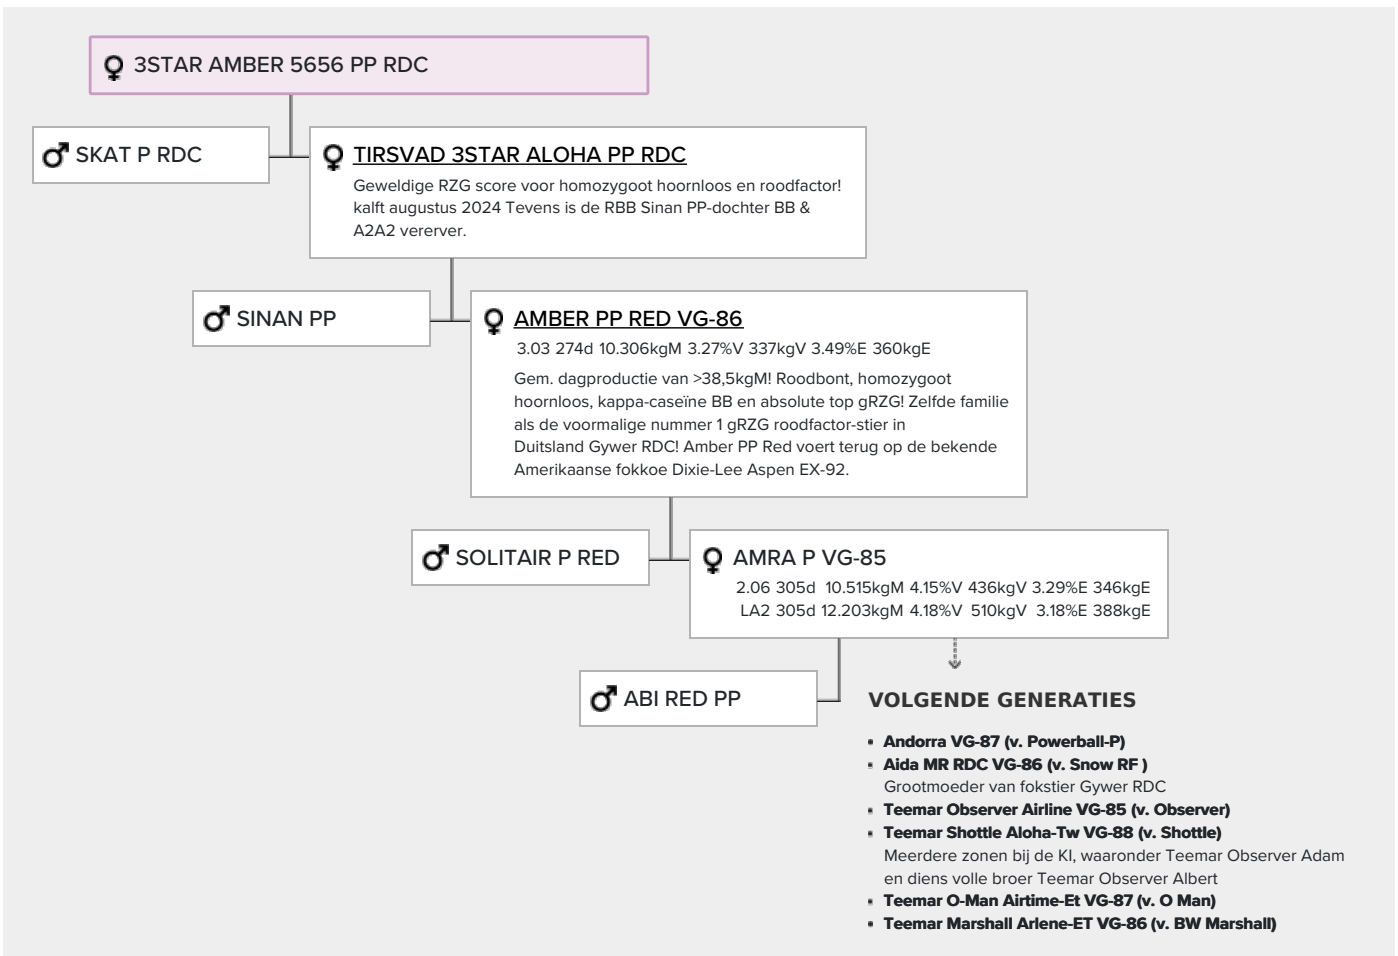 3STAR AMBER 5656 PP RDC
SKAT P RDC
TIRSVAD 3STAR ALOHA PP RDC
Geweldige RZG score voor homozygoot hoornloos en roodfactor!
kalft augustus 2024 Tevens is de RBB Sinan PP-dochter BB &
A2A2 vererver.
SINAN PP
AMBER PP RED VG-86
3.03 274d 10.306kgM 3.27%V 337kgV 3.49%E 360kgE
Gem. dagproductie van >38,5kgM! Roodbont, homozygoot
hoornloos, kappa-caseïne BB en absolute top gRZG! Zelfde familie
als de voormalige nummer 1 gRZG roodfactor-stier in
Duitsland Gywer RDC! Amber PP Red voert terug op de bekende
Amerikaanse fokkoe Dixie-Lee Aspen EX-92.
SOLITAIR P RED
AMRA P VG-85
2.06 305d 10.515kgM 4.15%V 436kgV 3.29%E 346kgE
LA2 305d 12.203kgM 4.18%V 510kgV 3.18%E 388kgE
ABI RED PP
VOLGENDE GENERATIES
• Andorra VG-87 (v. Powerball-P)
• Aida MR RDC VG-86 (v. Snow RF )
Grootmoeder van fokstier Gywer RDC
• Teemar Observer Airline VG-85 (v. Observer)
• Teemar Shottle Aloha-Tw VG-88 (v. Shottle)
Meerdere zonen bij de KI, waaronder Teemar Observer Adam
en diens volle broer Teemar Observer Albert
• Teemar O-Man Airtime-Et VG-87 (v. O Man)
• Teemar Marshall Arlene-ET VG-86 (v. BW Marshall)